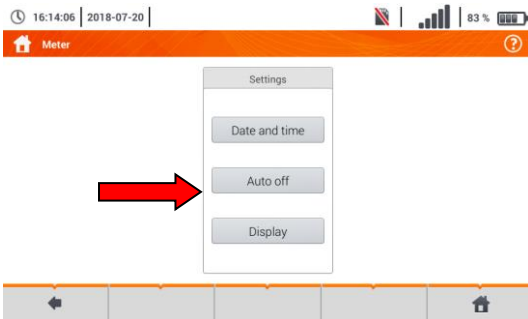 16:14:06 2018-07-20 83 %
Meter ?
Settings
Date and time
Auto off
Display